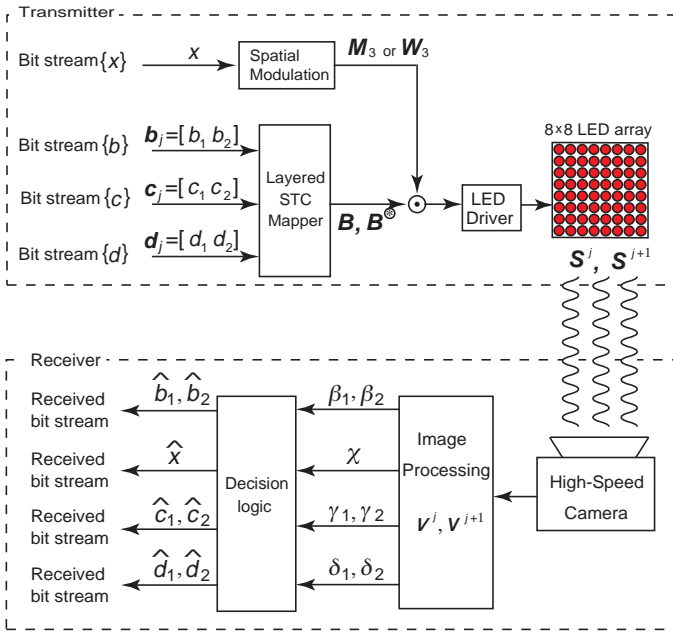 Transmitter
Bit stream{x}
x
Spatial
Modulation
M₃ or W₃
8×8 LED array
Bit stream{b}
b_j=[ b₁ b₂]
Bit stream{c}
c_j=[ c₁ c₂]
Bit stream{d}
d_j=[ d₁ d₂]
Layered
STC
Mapper
B, B^⊛
LED
Driver
S^j, S^{j+1}
Receiver
Received
bit stream
b̂₁, b̂₂
β₁, β₂
Received
bit stream
x̂
χ
Received
bit stream
ĉ₁, ĉ₂
γ₁, γ₂
Received
bit stream
d̂₁, d̂₂
δ₁, δ₂
Decision
logic
Image
Processing
V^j, V^{j+1}
High-Speed
Camera